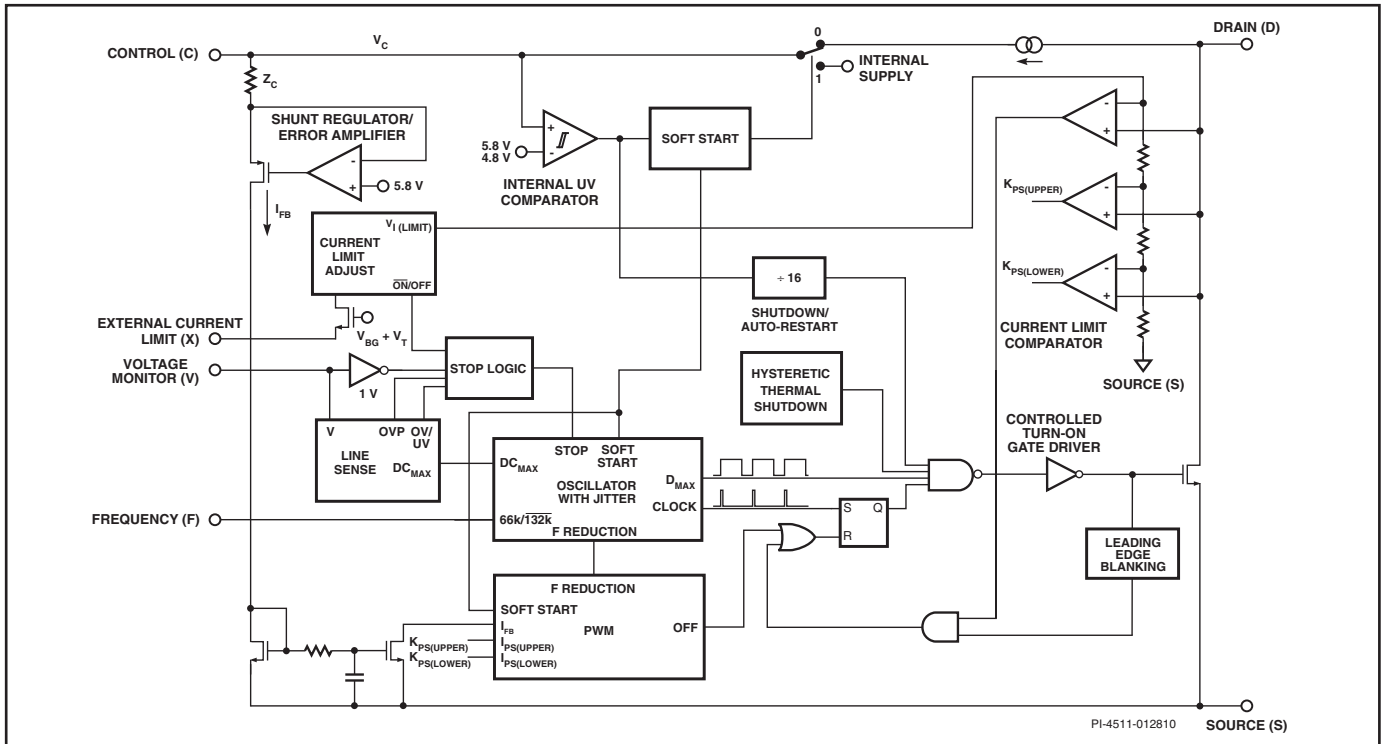 CONTROL (C)
V_C
0
DRAIN (D)
Z_C
1
INTERNAL
SUPPLY
SHUNT REGULATOR/
ERROR AMPLIFIER
-
+
5.8 V
I_FB
+
-
5.8 V
4.8 V
INTERNAL UV
COMPARATOR
SOFT START
-
+
K_PS(UPPER)
-
+
K_PS(LOWER)
-
+
CURRENT LIMIT
COMPARATOR
SOURCE (S)
V_I (LIMIT)
CURRENT
LIMIT
ADJUST
ON/OFF
÷ 16
SHUTDOWN/
AUTO-RESTART
EXTERNAL CURRENT
LIMIT (X)
V_BG + V_T
VOLTAGE
MONITOR (V)
1 V
STOP LOGIC
HYSTERETIC
THERMAL
SHUTDOWN
CONTROLLED
TURN-ON
GATE DRIVER
V
OVP
OV/
UV
LINE
SENSE
DC_MAX
STOP
SOFT
START
DC_MAX
OSCILLATOR
WITH JITTER
D_MAX
CLOCK
66k/132k
F REDUCTION
FREQUENCY (F)
S
Q
R
LEADING
EDGE
BLANKING
F REDUCTION
SOFT START
PWM
OFF
I_FB
K_PS(UPPER)
I_PS(UPPER)
K_PS(LOWER)
I_PS(LOWER)
PI-4511-012810
SOURCE (S)